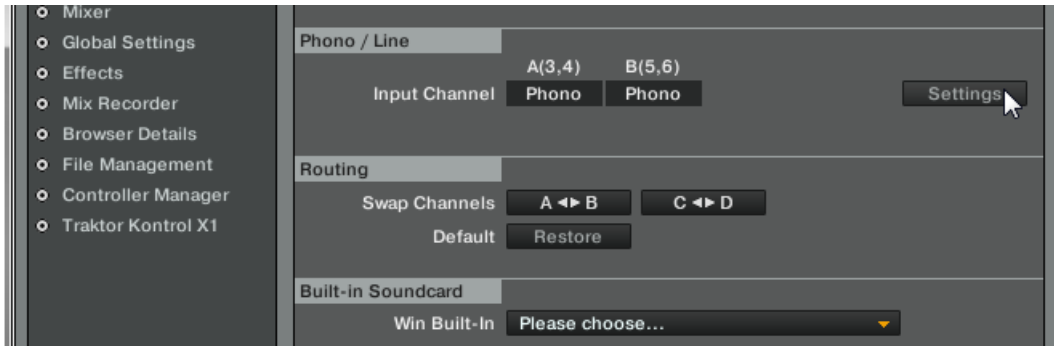 Mixer
Global Settings
Effects
Mix Recorder
Browser Details
File Management
Controller Manager
Traktor Kontrol X1
Phono / Line
A(3,4) B(5,6)
Input Channel Phono Phono Settings
Routing
Swap Channels A ◂▸ B C ◂▸ D
Default Restore
Built-in Soundcard
Win Built-In Please choose...